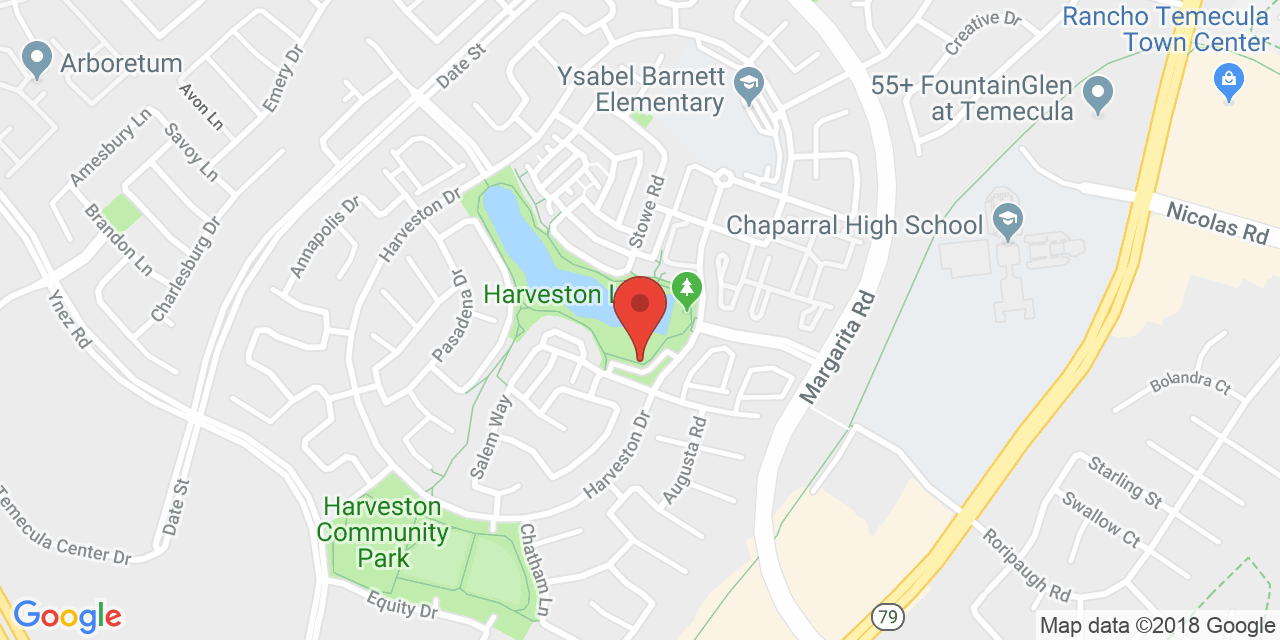 Rancho Temecula
Town Center
Creative Dr
Date St
Arboretum
Emery Dr
Ysabel Barnett
Elementary
55+ FountainGlen
at Temecula
Avon Ln
Amesbury Ln
Savoy Ln
Stowe Rd
Annapolis Dr
Harveston Dr
Chaparral High School
Nicolas Rd
Brandon Ln
Charlesburg Dr
Pasadena Dr
Harveston L
Ynez Rd
Margarita Rd
Bolandra Ct
Salem Way
Harveston Dr
Augusta Rd
Starling St
Swallow Ct
Date St
Temecula Center Dr
Harveston
Community
Park
Chatham Ln
Roripaugh Rd
Equity Dr
79
Google
Map data ©2018 Google